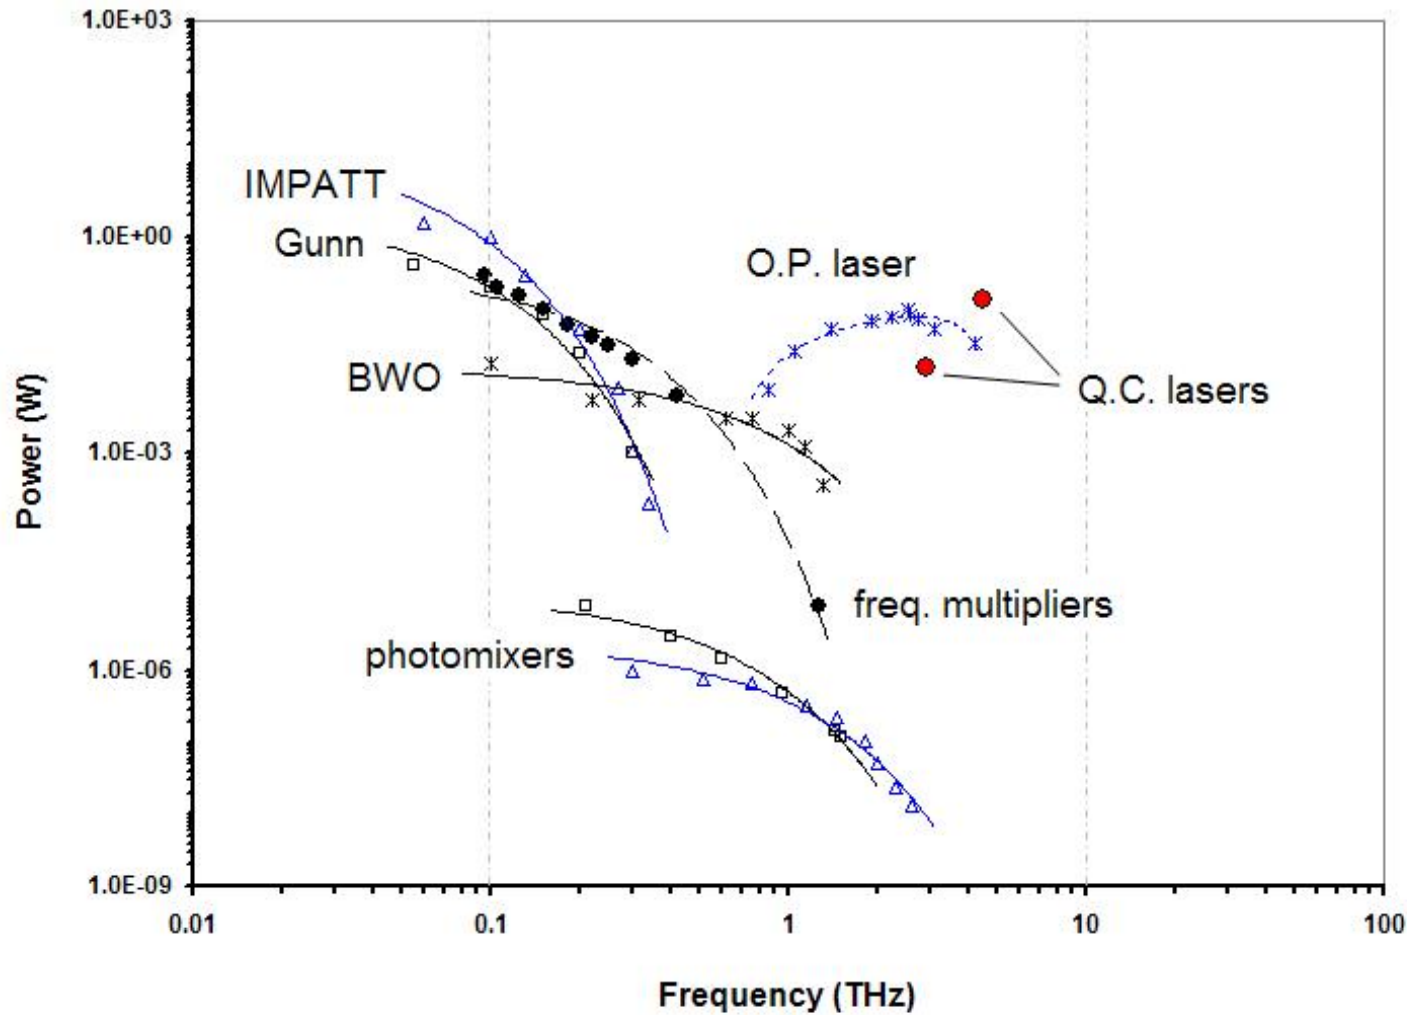 1.0E+03
IMPATT
1.0E+00
Gunn
O.P. laser
BWO
Q.C. lasers
1.0E-03
Power (W)
freq. multipliers
photomixers
1.0E-06
1.0E-09
0.01 0.1 1 10 100
Frequency (THz)